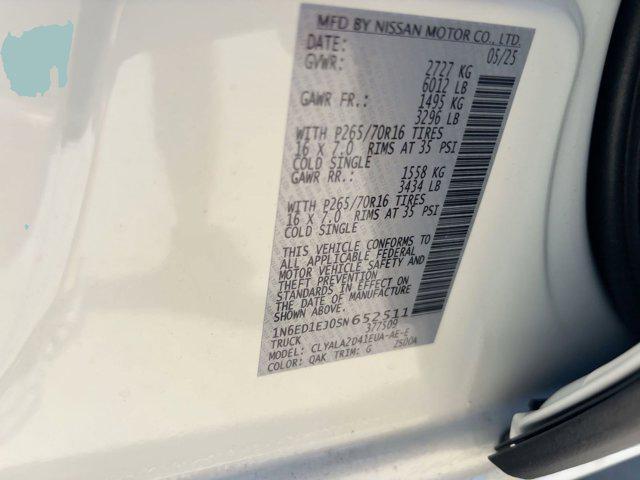 MFD BY NISSAN MOTOR CO., LTD.
DATE: 05/25
GVWR: 2727 KG
6012 LB
GAWR FR.: 1495 KG
3296 LB
WITH P265/70R16 TIRES
16 X 7.0 RIMS AT 35 PSI
COLD SINGLE
GAWR RR.: 1558 KG
3434 LB
WITH P265/70R16 TIRES
16 X 7.0 RIMS AT 35 PSI
COLD SINGLE
THIS VEHICLE CONFORMS TO
ALL APPLICABLE FEDERAL
MOTOR VEHICLE SAFETY AND
THEFT PREVENTION
STANDARDS IN EFFECT ON
THE DATE OF MANUFACTURE
SHOWN ABOVE.
1N6ED1EJ0SN652511
TRUCK 377509
MODEL: CLYALA2D41EUA-AE-E
COLOR: QAK TRIM: G Z500A